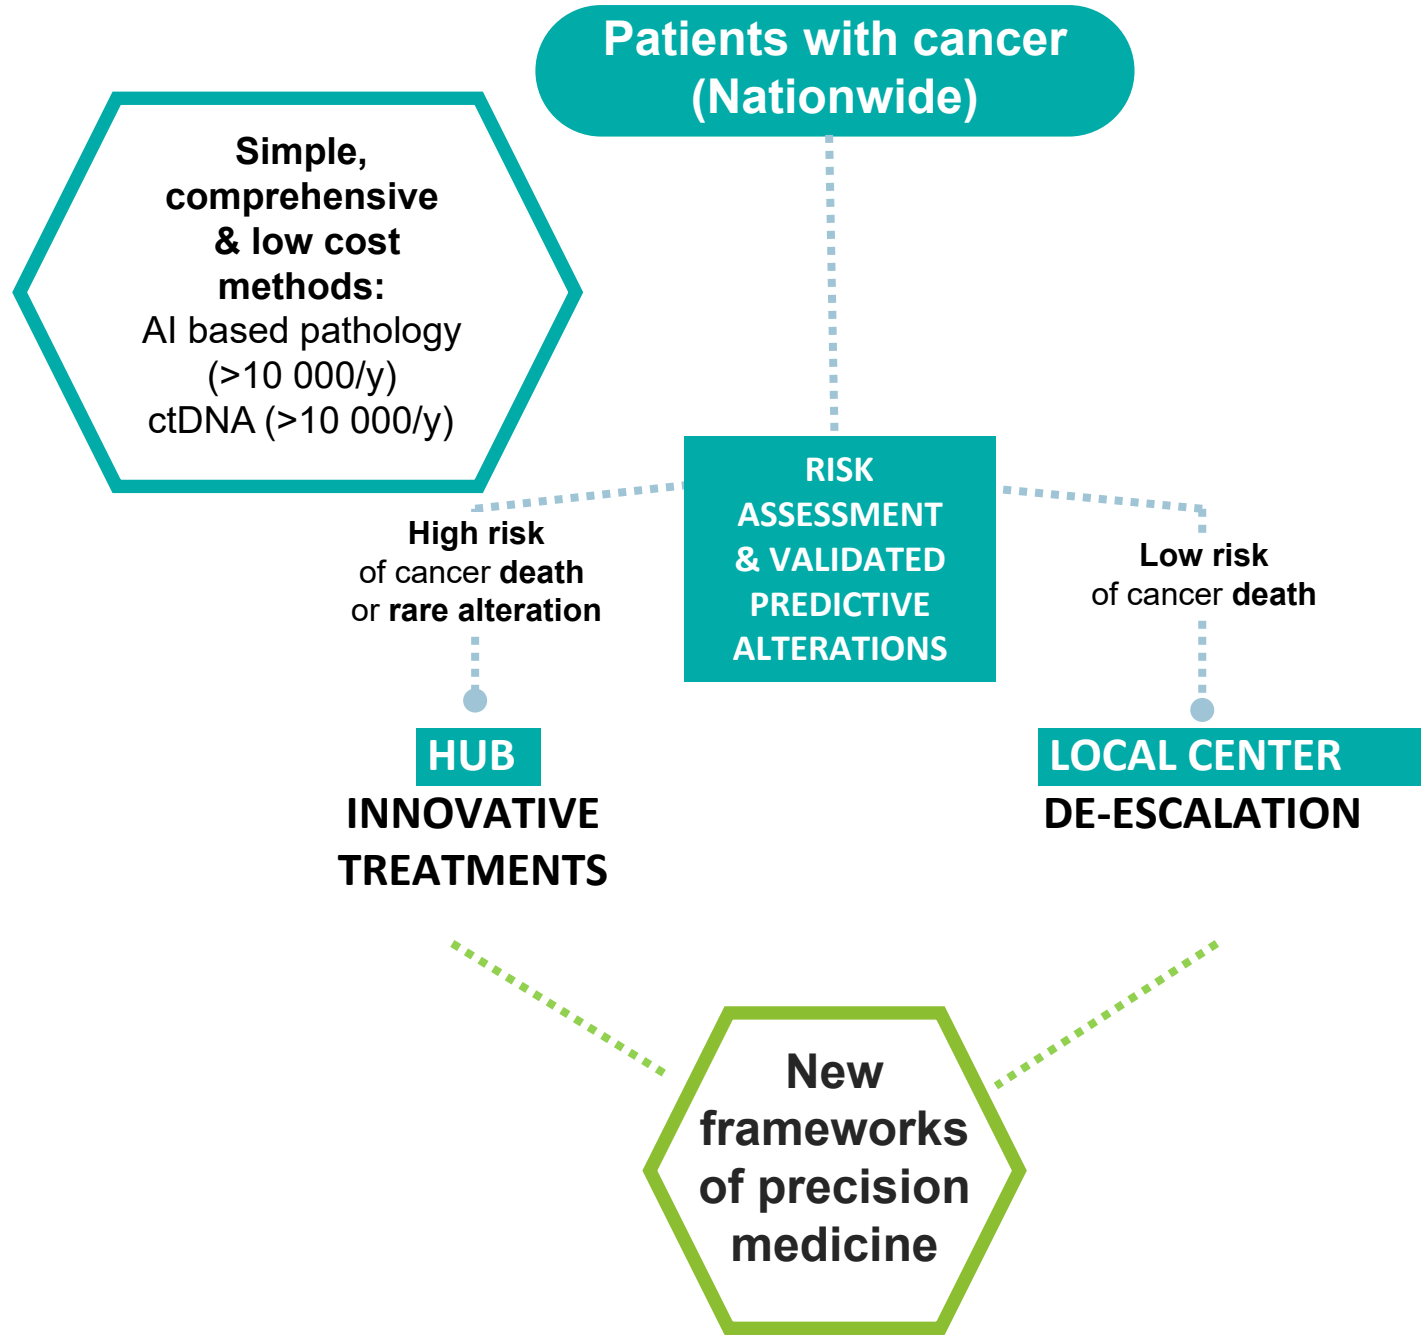 Patients with cancer
(Nationwide)
Simple,
comprehensive
& low cost
methods:
AI based pathology
(>10 000/y)
ctDNA (>10 000/y)
RISK
ASSESSMENT
& VALIDATED
PREDICTIVE
ALTERATIONS
High risk
of cancer death
or rare alteration
Low risk
of cancer death
HUB
INNOVATIVE
TREATMENTS
LOCAL CENTER
DE-ESCALATION
New
frameworks
of precision
medicine